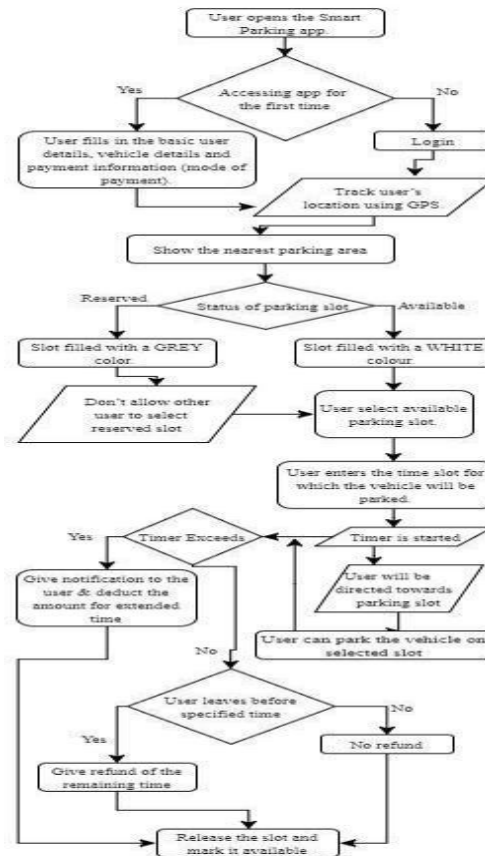 User opens the Smart
Parking app.
Accessing app for
the first time
Yes
No
User fills in the basic user
details, vehicle details and
payment information (mode of
payment).
Login
Track user's
location using GPS.
Show the nearest parking area
Status of parking slot
Reserved
Available
Slot filled with a GREY
color.
Slot filled with a WHITE
colour
Don't allow other
user to select
reserved slot
User select available
parking slot.
User enters the time slot for
which the vehicle will be
parked.
Timer is started
Timer Exceeds
Yes
Give notification to the
user & deduct the
amount for extended
time
User will be
directed towards
parking slot
User can park the vehicle on
selected slot
No
User leaves before
specified time
Yes
No
Give refund of the
remaining time
No refund
Release the slot and
mark it available